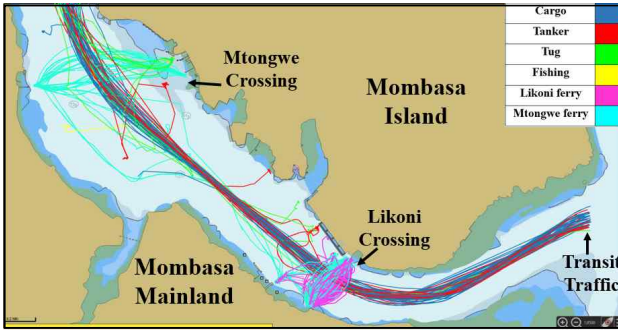 Cargo
Tanker
Tug
Fishing
Likoni ferry
Mtongwe ferry
Mtongwe
Crossing
Mombasa
Island
Likoni
Crossing
Mombasa
Mainland
Transit
Traffic